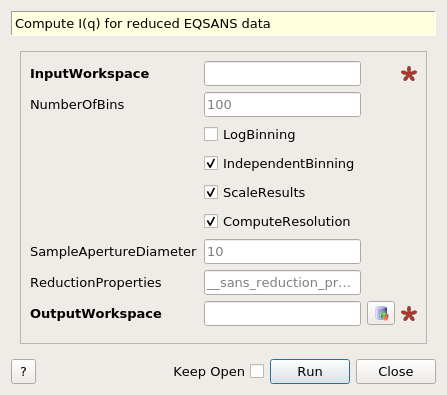 Compute I(q) for reduced EQSANS data
InputWorkspace
NumberOfBins 100
LogBinning
IndependentBinning
ScaleResults
ComputeResolution
SampleApertureDiameter 10
ReductionProperties __sans_reduction_pr...
OutputWorkspace
? Keep Open Run Close